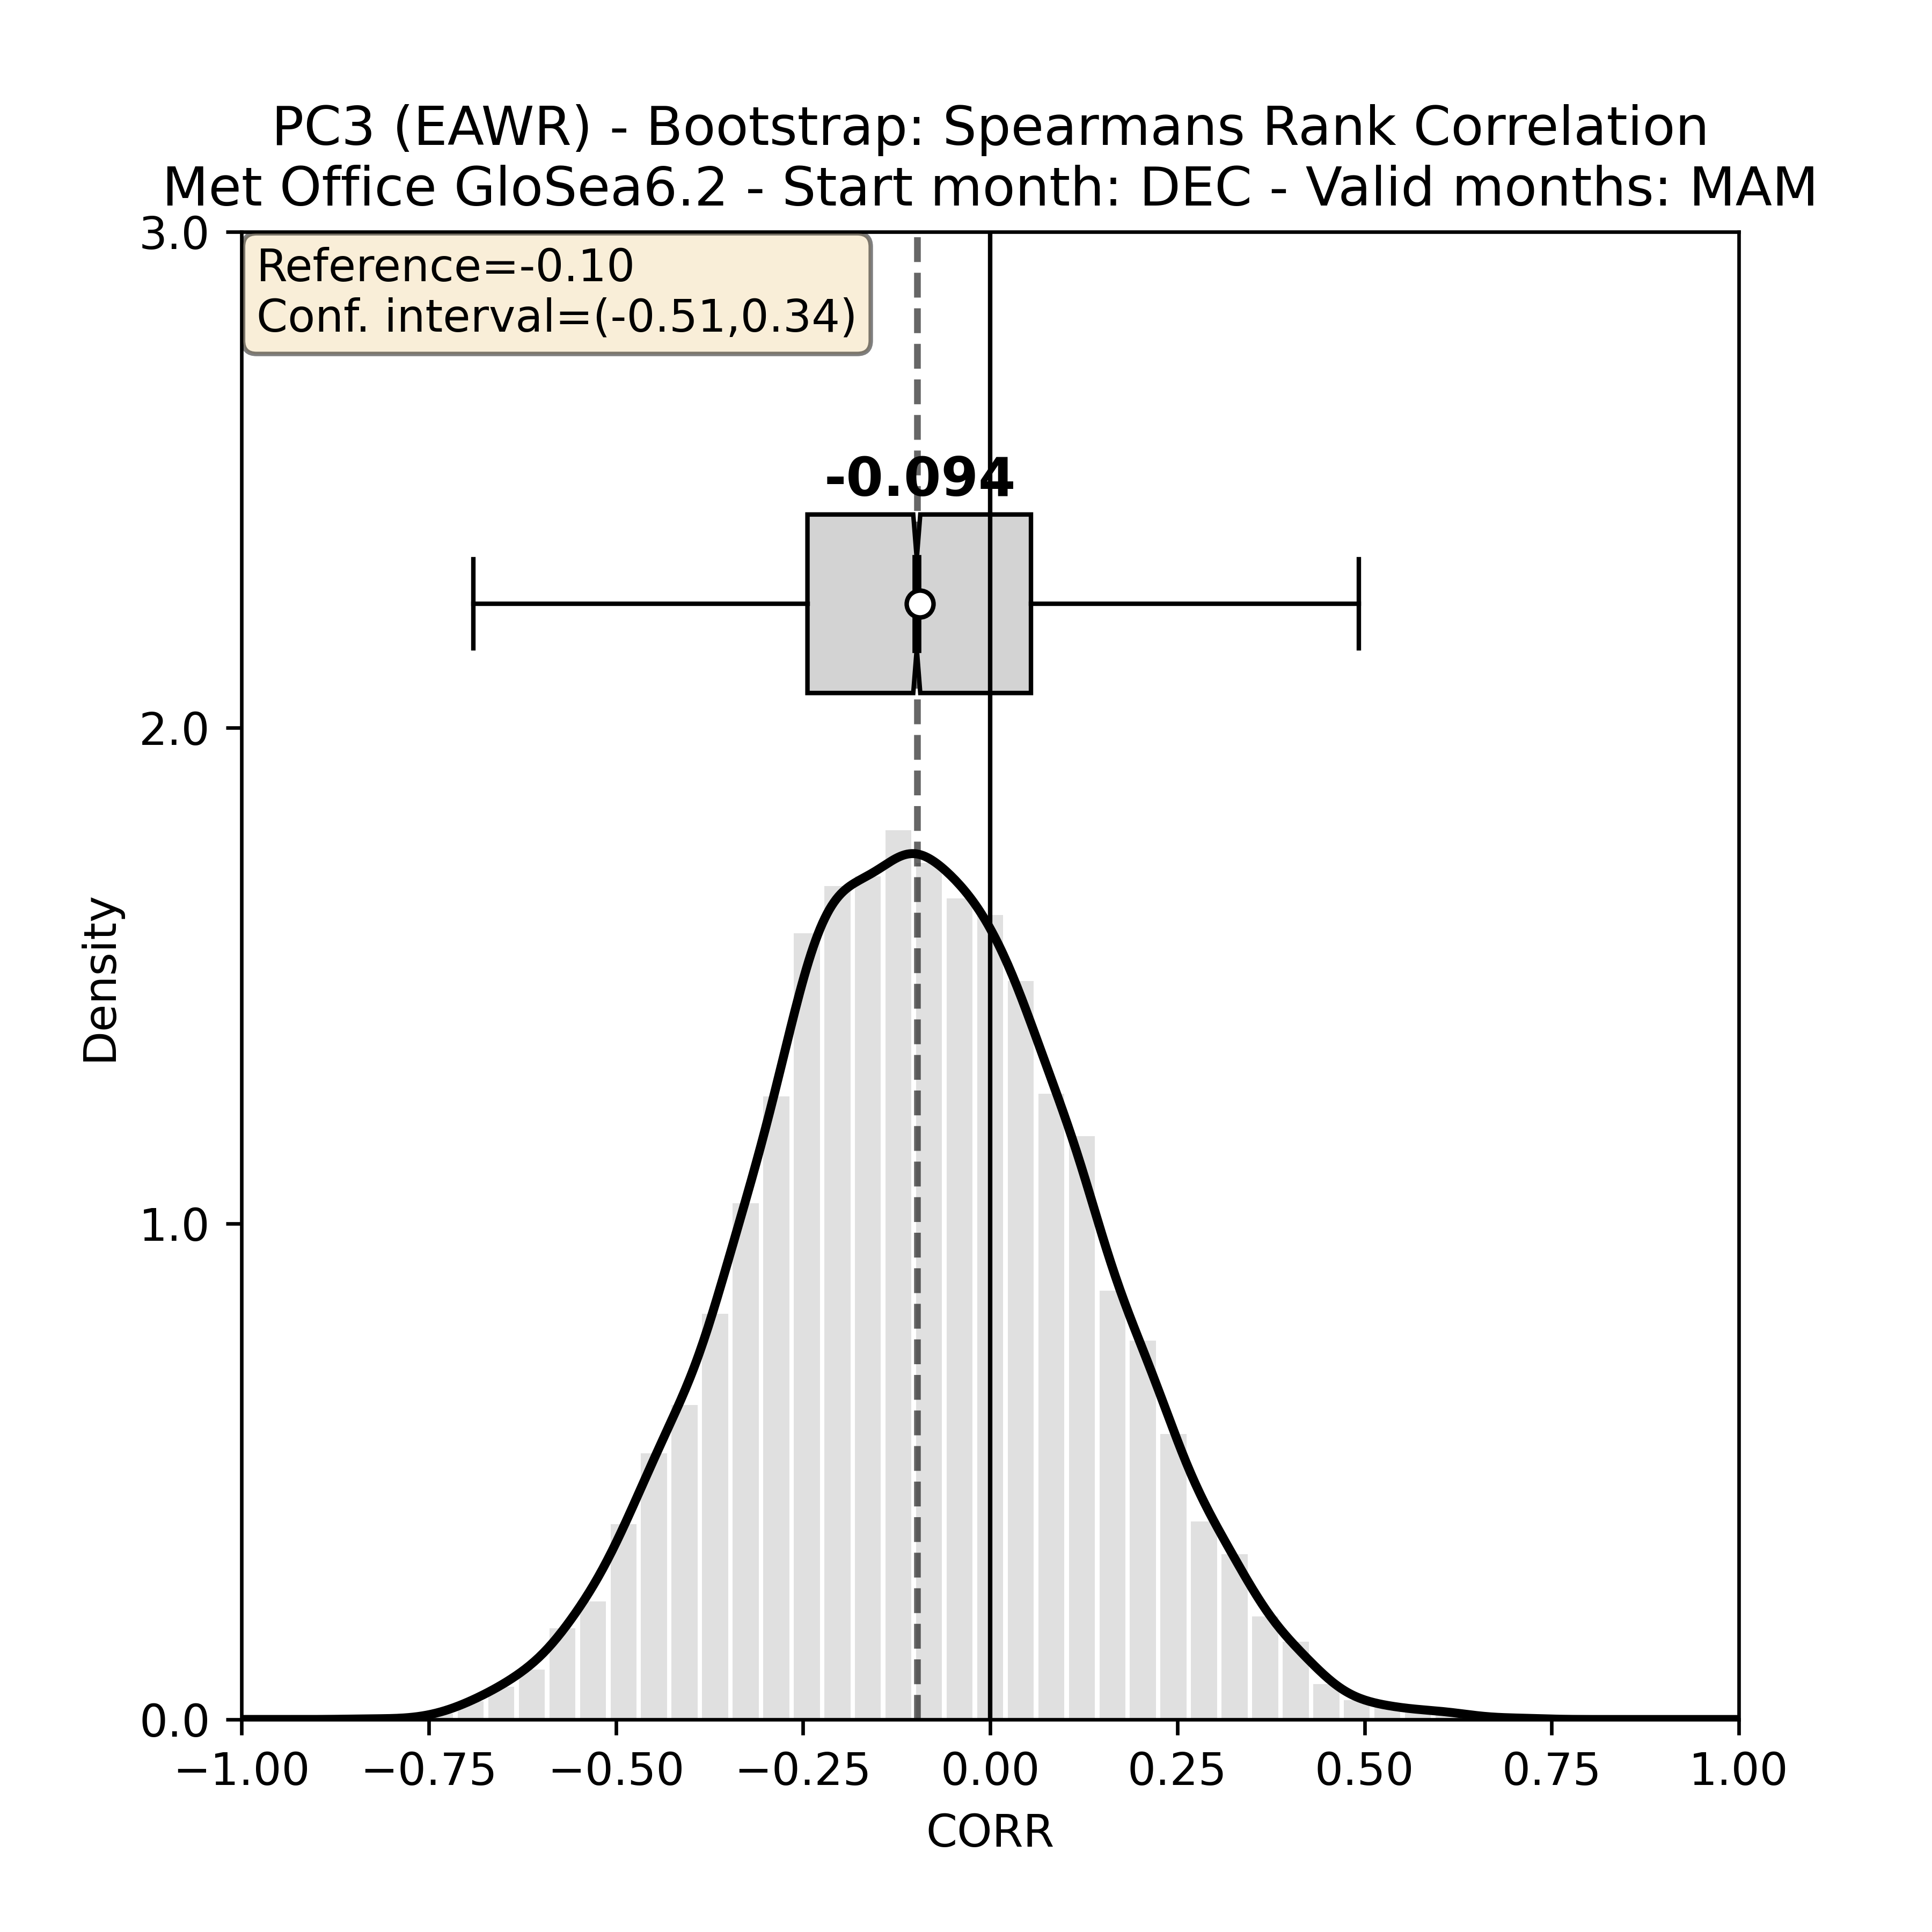 PC3 (EAWR) - Bootstrap: Spearmans Rank Correlation
Met Office GloSea6.2 - Start month: DEC - Valid months: MAM
3.0
Reference=-0.10
Conf. interval=(-0.51,0.34)
-0.094
2.0
Density
1.0
0.0
−1.00 −0.75 −0.50 −0.25 0.00 0.25 0.50 0.75 1.00
CORR